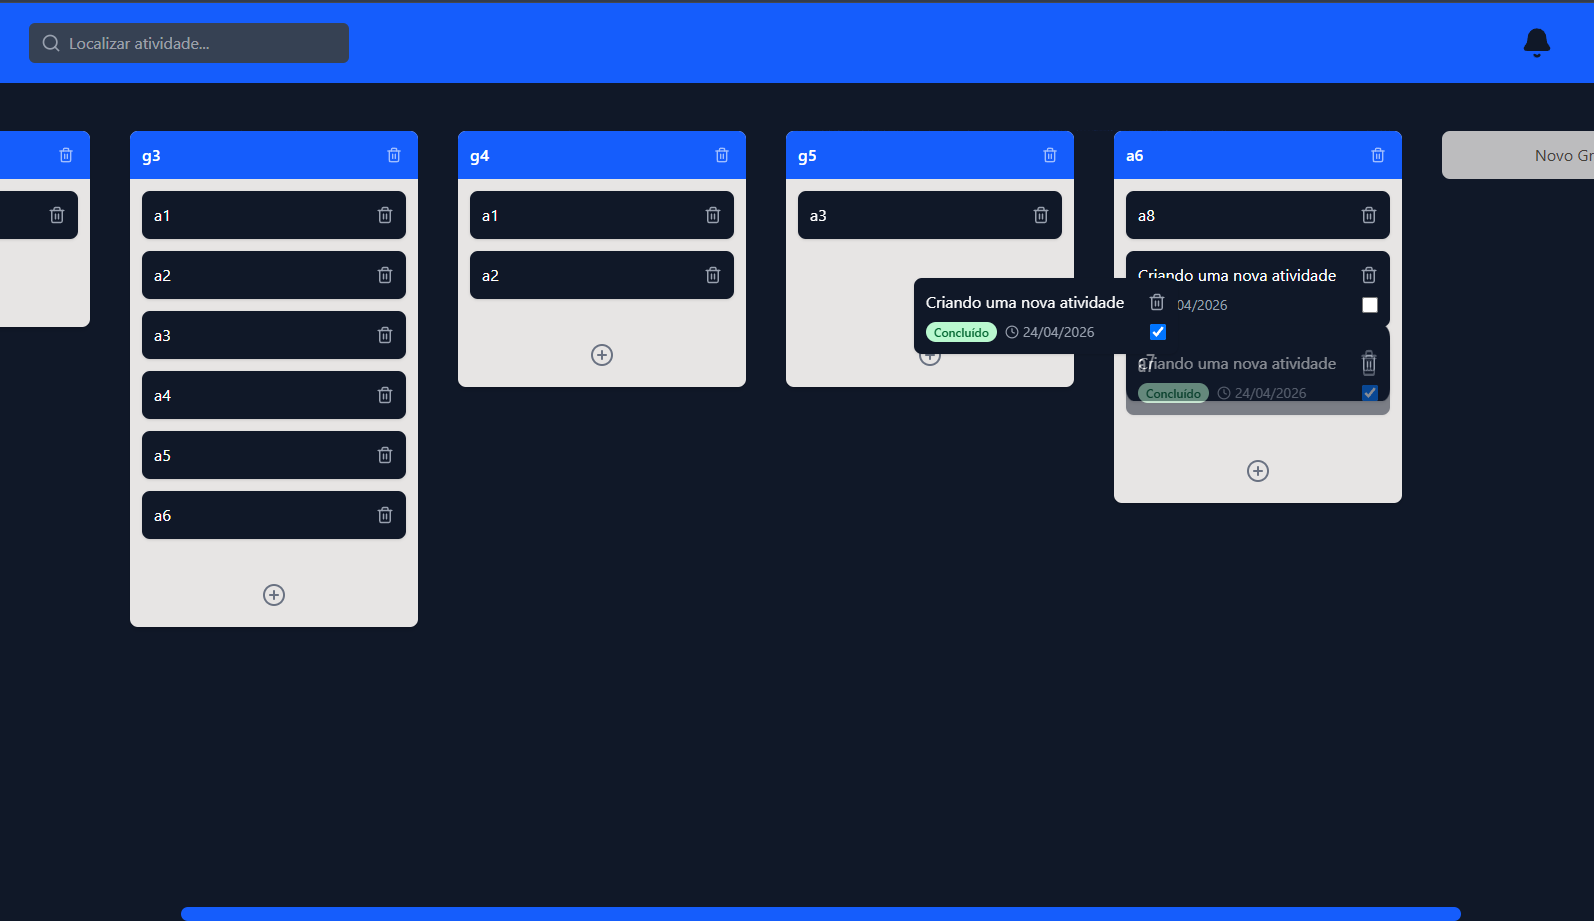 Localizar atividade...
g3
a1
a2
a3
a4
a5
a6
g4
a1
a2
g5
a3
Criando uma nova atividade
Concluído 24/04/2026
a6
a8
Criando uma nova atividade
04/2026
a7
Criando uma nova atividade
Concluído 24/04/2026
Novo Gr